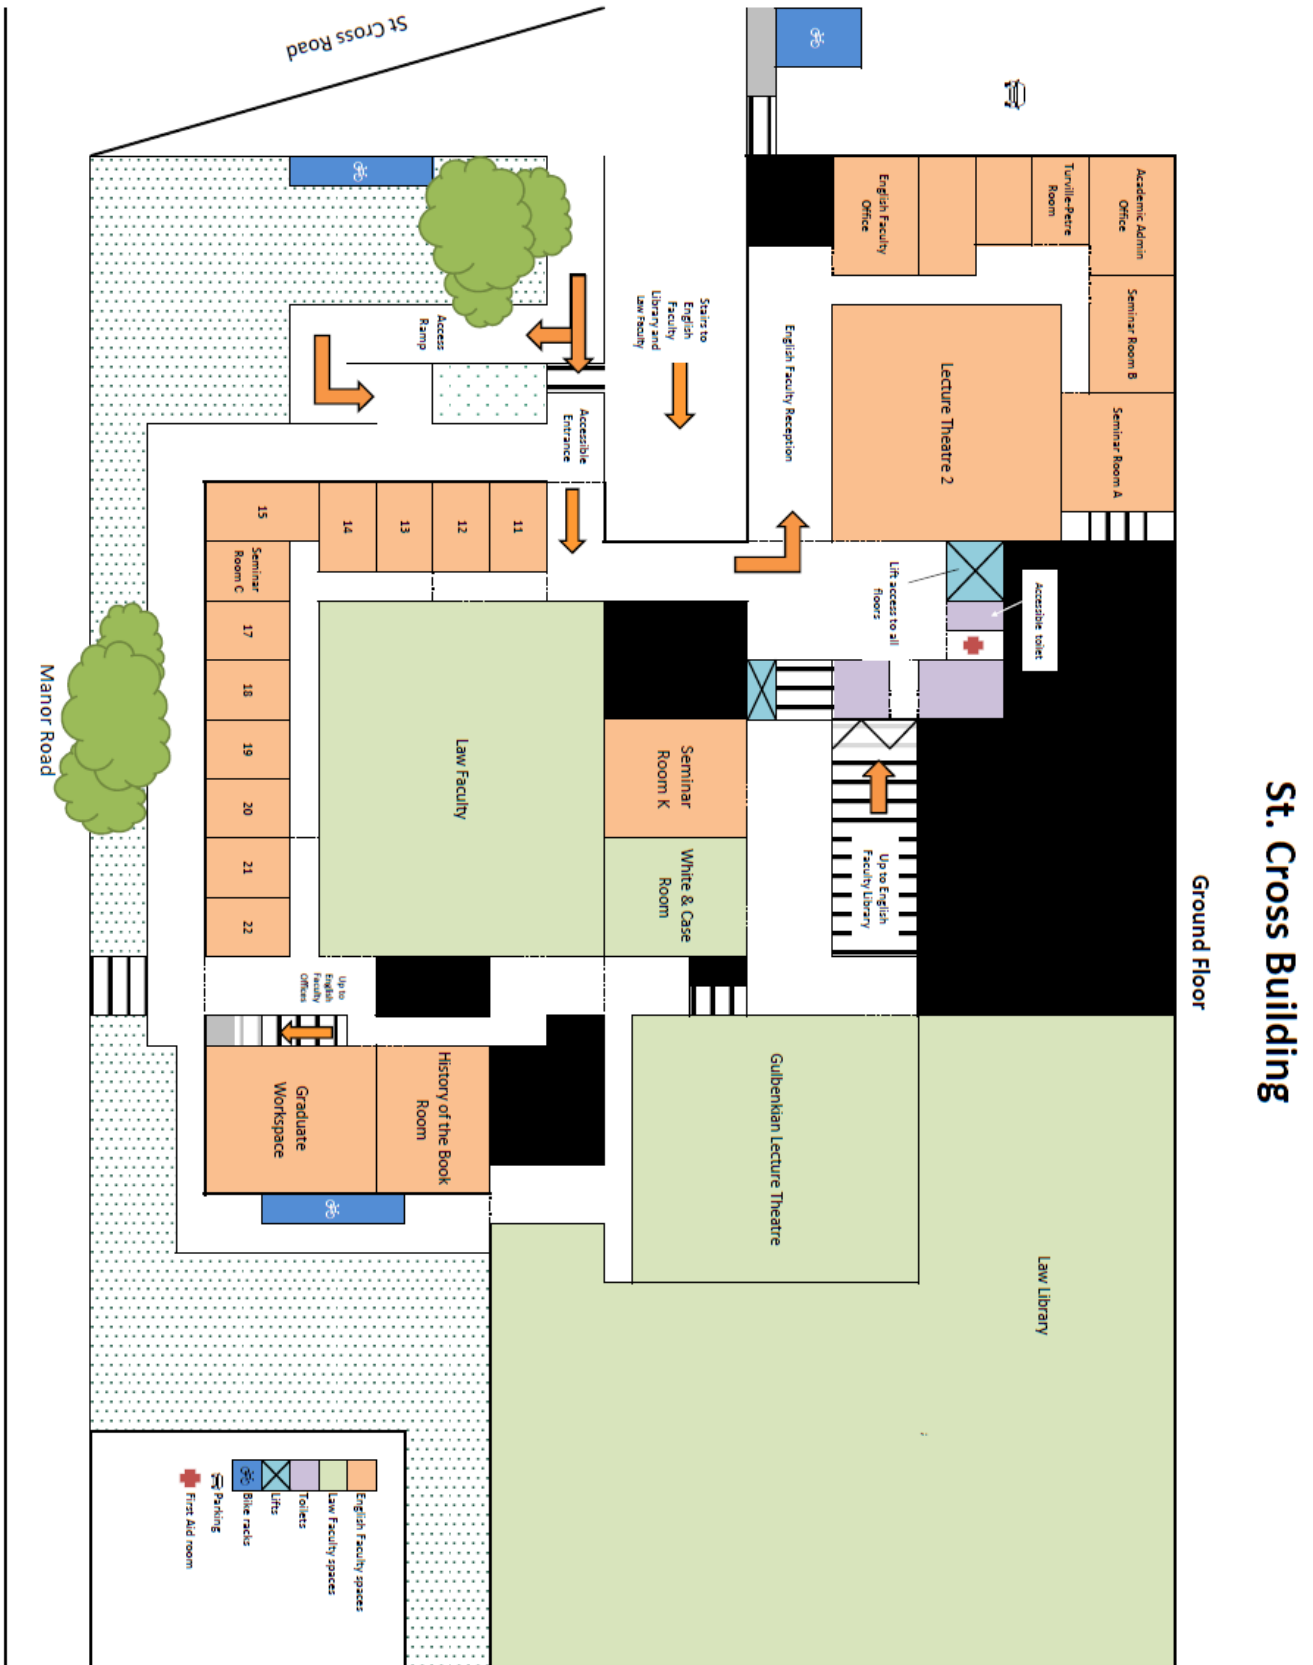 St. Cross Building
Ground Floor
St Cross Road
Academic Admin
Office
Turville-Petre
Room
English Faculty
Office
Seminar Room B
Seminar Room A
Lecture Theatre 2
English Faculty Reception
Stairs to
English
Faculty
Library and
Law Faculty
Access
Ramp
Accessible
Entrance
Accessible toilet
Lift access to all
floors
11
12
13
14
15
Seminar
Room C
17
18
19
20
21
22
Law Faculty
Seminar
Room K
White & Case
Room
Up to English
Faculty Library
Up to
English
Faculty
Offices
Law Library
Gulbenkian Lecture Theatre
History of the Book
Room
Graduate
Workspace
Manor Road
English Faculty spaces
Law Faculty spaces
Toilets
Lifts
Bike racks
Parking
First Aid room